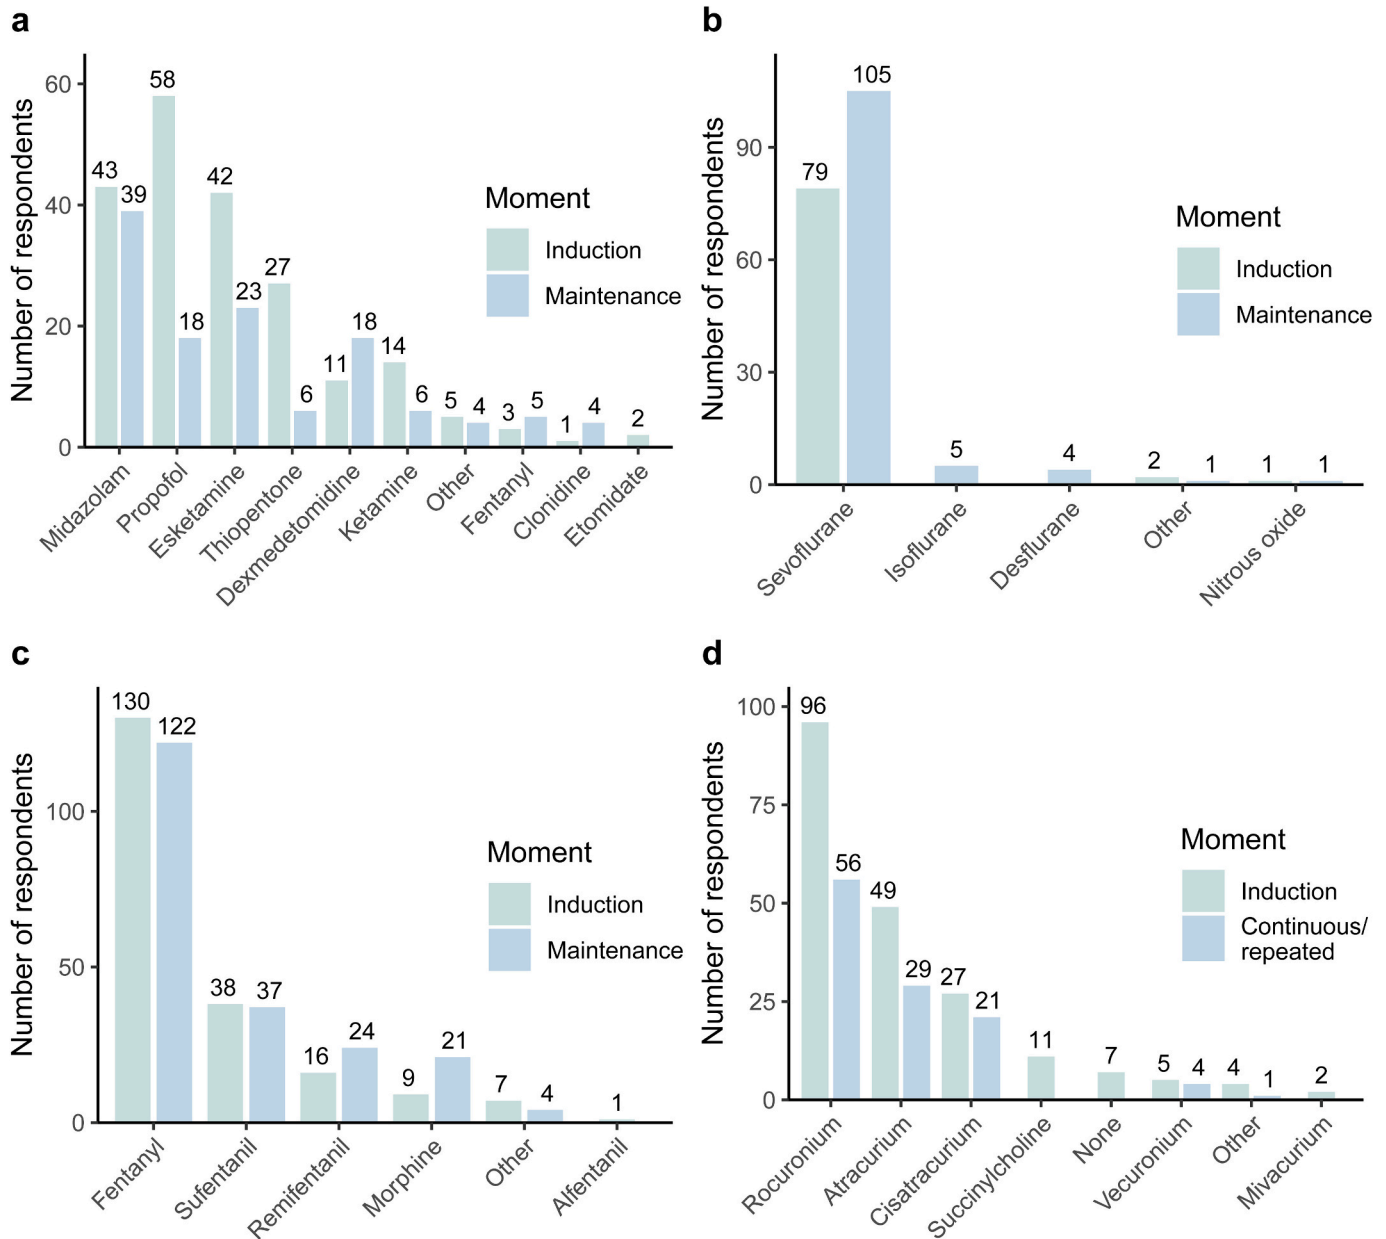 a
Number of respondents
60
40
20
0
43
39
58
18
42
23
27
6
11
18
14
6
5
4
3
5
1
4
2
Moment
Induction
Maintenance
Midazolam
Propofol
Esketamine
Thiopentone
Dexmedetomidine
Ketamine
Other
Fentanyl
Clonidine
Etomidate
b
Number of respondents
90
60
30
0
79
105
5
4
2
1
1
1
Moment
Induction
Maintenance
Sevoflurane
Isoflurane
Desflurane
Other
Nitrous oxide
c
Number of respondents
100
50
0
130
122
38
37
16
24
9
21
7
4
1
Moment
Induction
Maintenance
Fentanyl
Sufentanil
Remifentanil
Morphine
Other
Alfentanil
d
Number of respondents
100
75
50
25
0
96
56
49
29
27
21
11
7
5
4
4
1
2
Moment
Induction
Continuous/
repeated
Rocuronium
Atracurium
Cisatracurium
Succinylcholine
None
Vecuronium
Other
Mivacurium